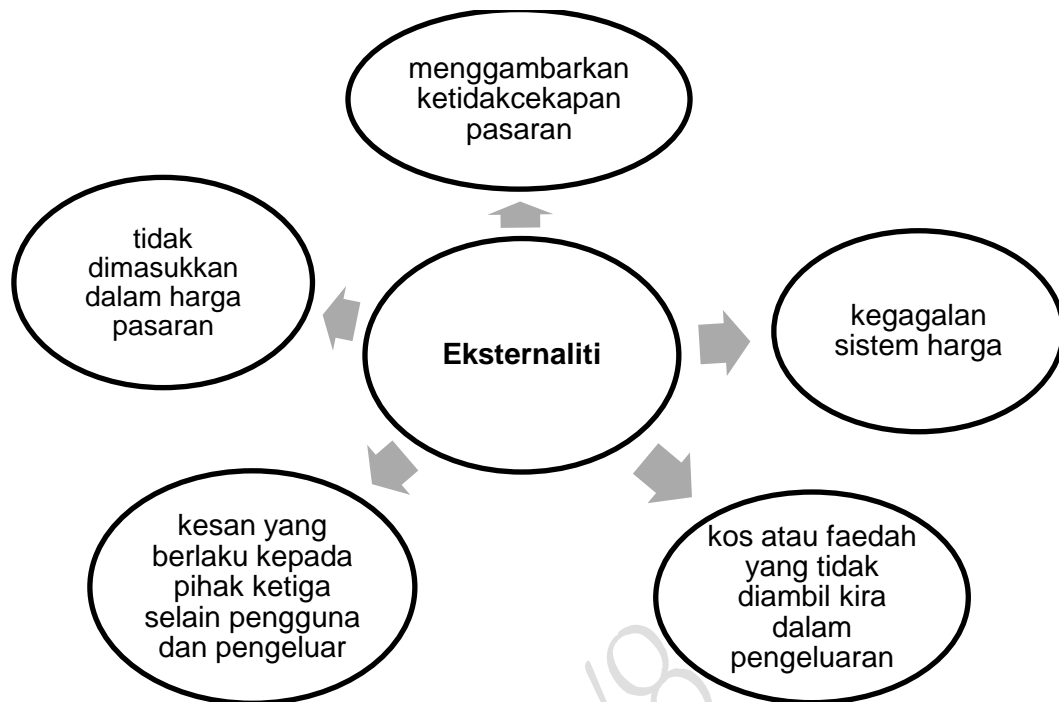 menggambarkan
ketidakcekapan
pasaran
tidak
dimasukkan
dalam harga
pasaran
Eksternaliti
kegagalan
sistem harga
kesan yang
berlaku kepada
pihak ketiga
selain pengguna
dan pengeluar
kos atau faedah
yang tidak
diambil kira
dalam
pengeluaran